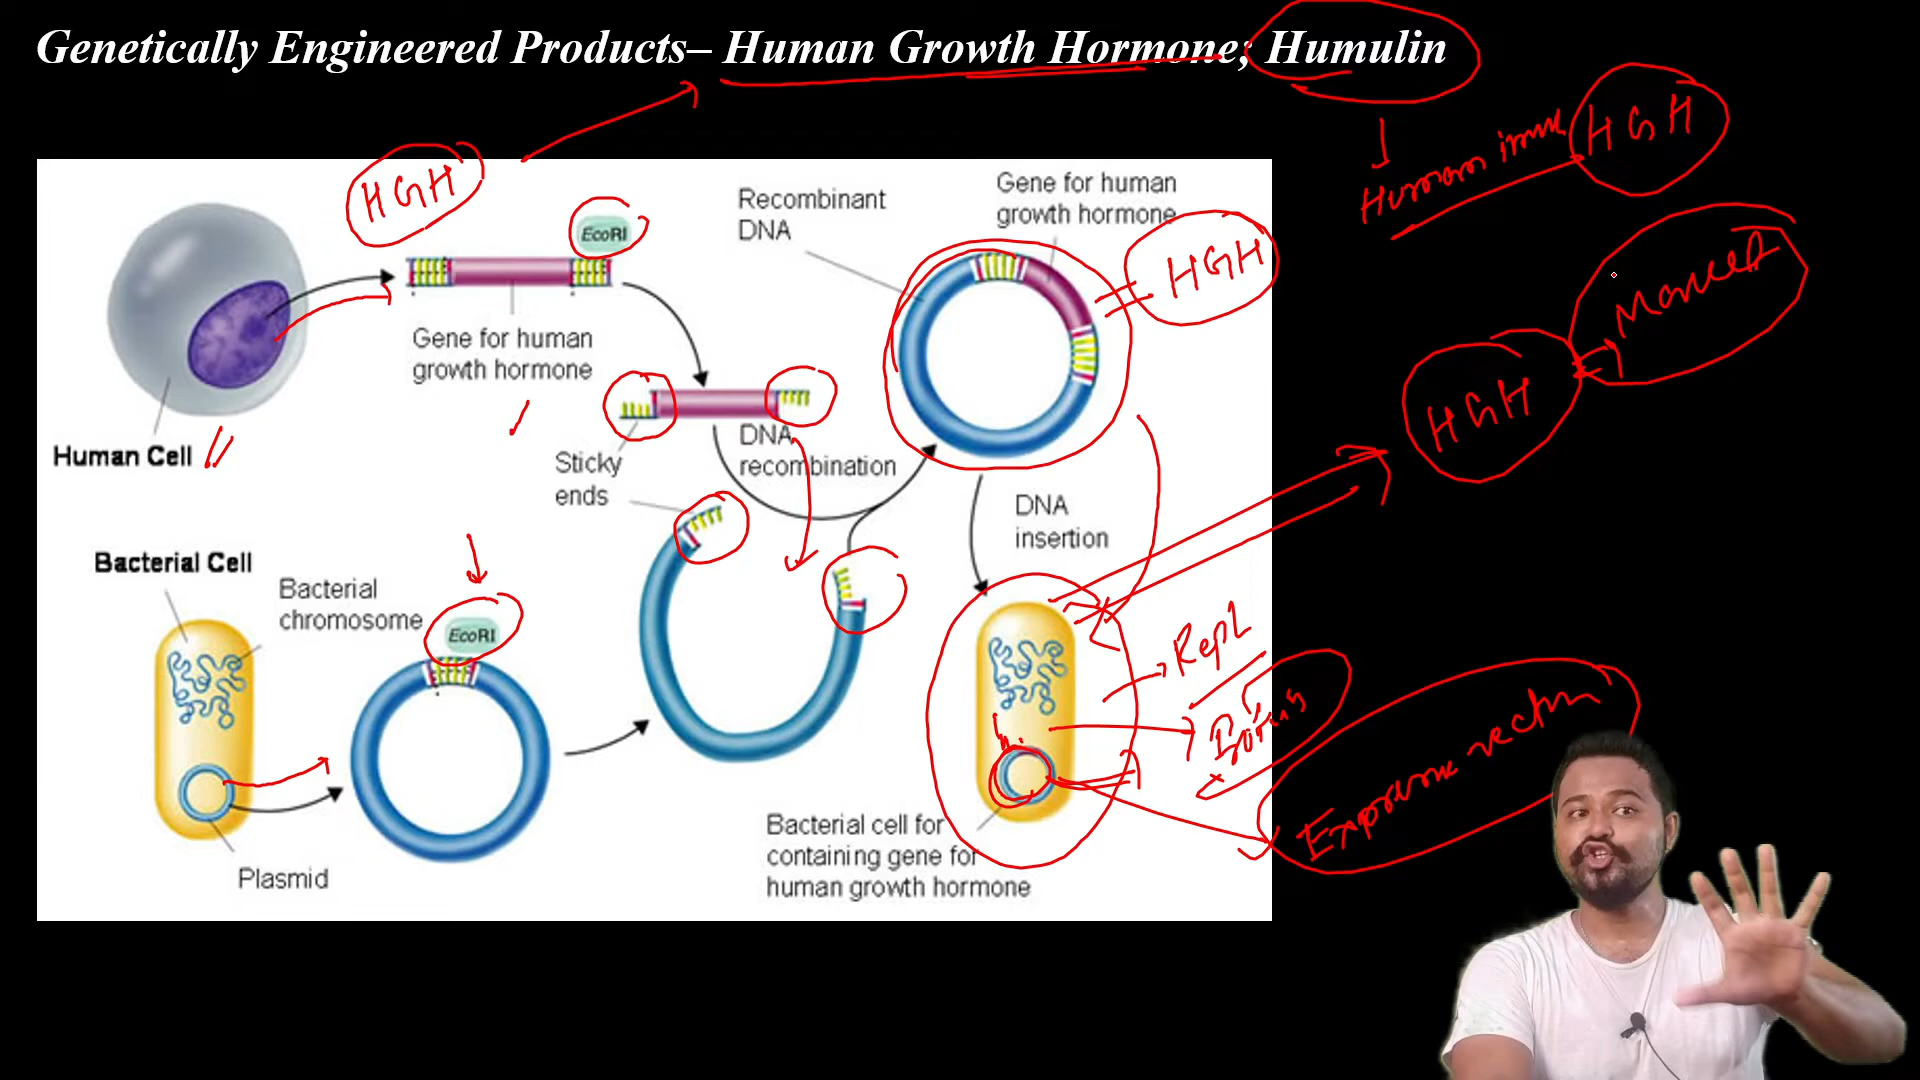 Genetically Engineered Products– Human Growth Hormone; Humulin
HGH
Human
HGH
EcoRI
Recombinant
DNA
Gene for human
growth hormone
HGH
Market
Gene for human
growth hormone
HGH
Human Cell
Sticky
ends
DNA
recombination
DNA
insertion
Bacterial Cell
Bacterial
chromosome
EcoRI
Repl
Plasmid
Bacterial cell for
containing gene for
human growth hormone
vector